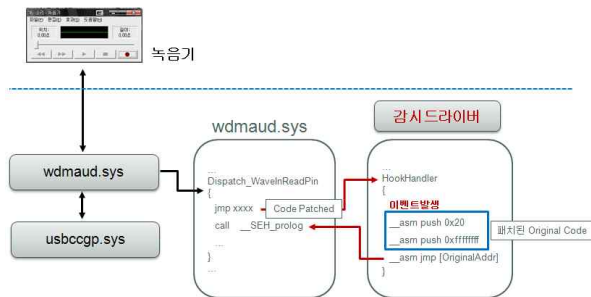 녹음기
wdmaud.sys
usbccgp.sys
wdmaud.sys
...
Dispatch_WaveInReadPin
{
jmp xxxx
Code Patched
call __SEH_prolog
...
}
...
감시드라이버
...
HookHandler
{
이벤트발생
__asm push 0x20
__asm push 0xffffffff
패치된 Original Code
__asm jmp [OriginalAddr]
}